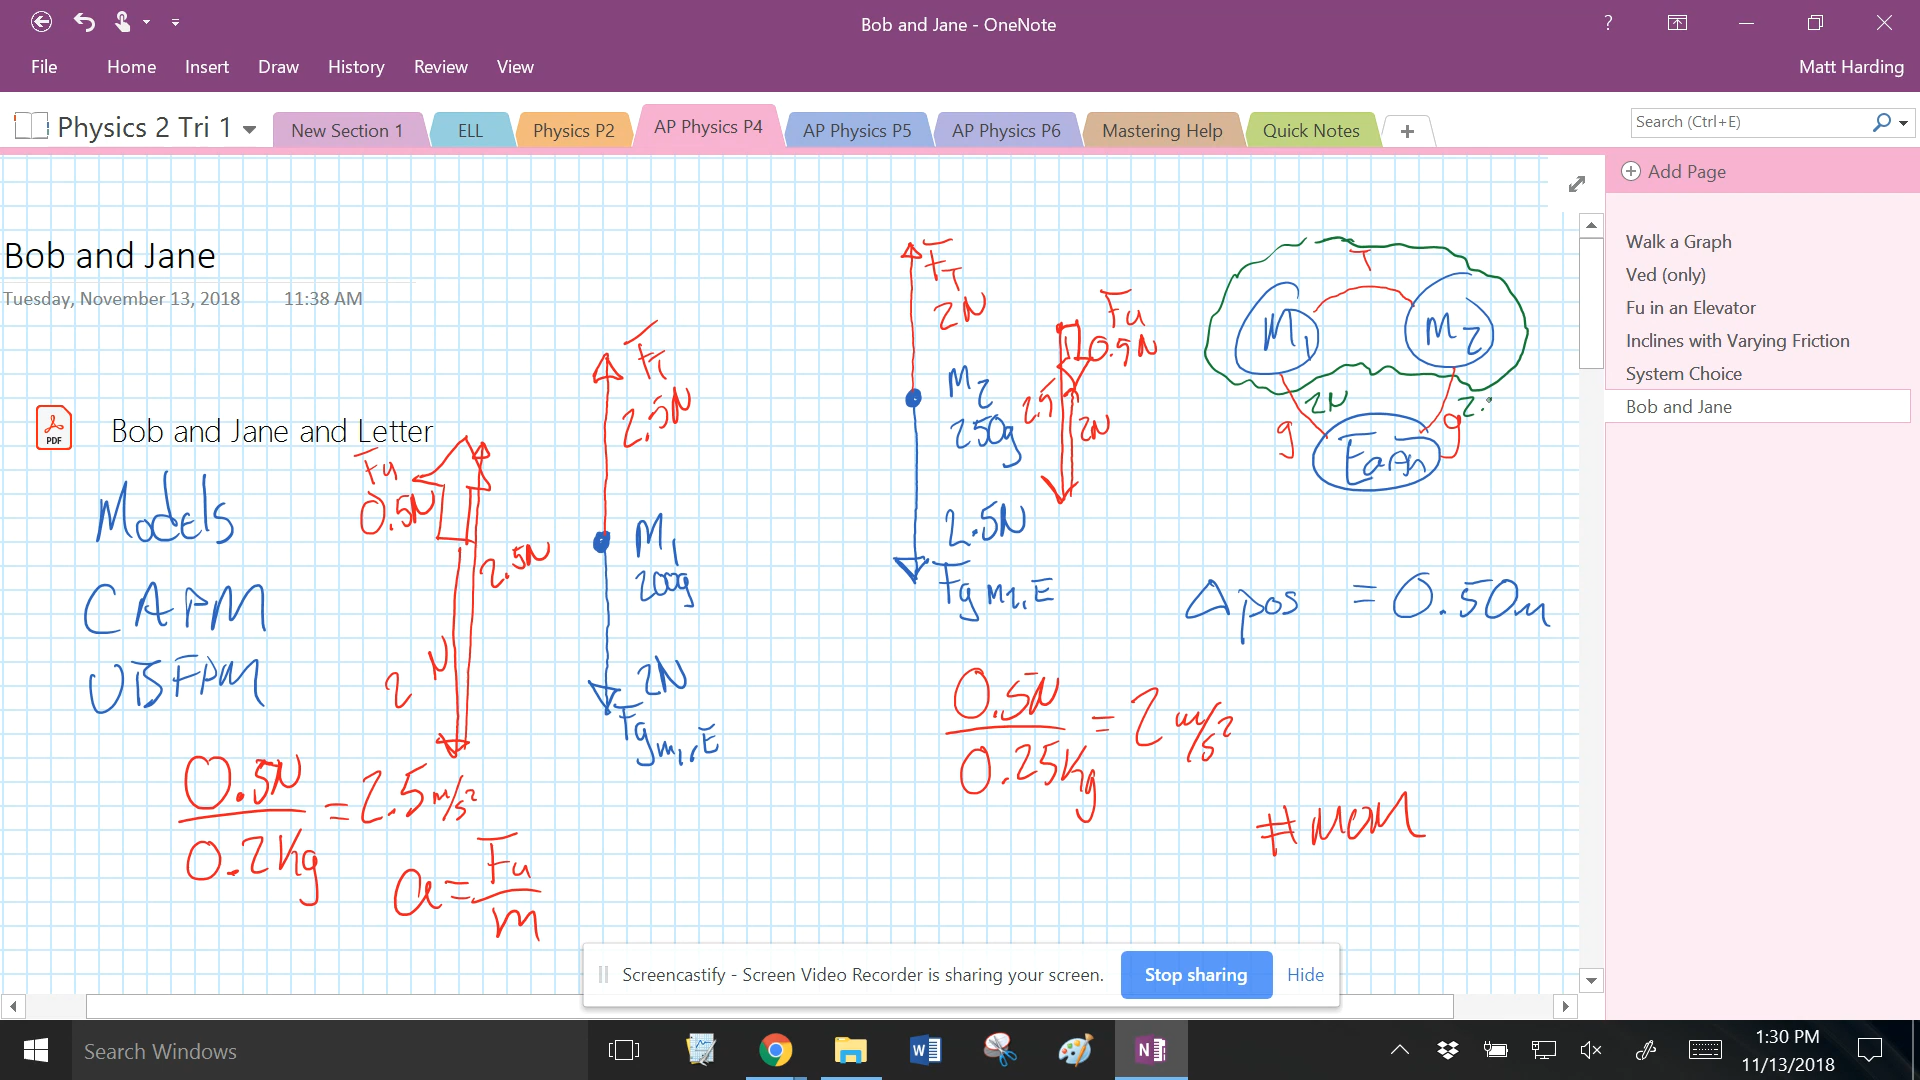 Bob and Jane - OneNote
?
File Home Insert Draw History Review View
Matt Harding
Physics 2 Tri 1
New Section 1
ELL
Physics P2
AP Physics P4
AP Physics P5
AP Physics P6
Mastering Help
Quick Notes
+
Search (Ctrl+E)
Add Page
Walk a Graph
Ved (only)
Fu in an Elevator
Inclines with Varying Friction
System Choice
Bob and Jane
Bob and Jane
Tuesday, November 13, 2018 11:38 AM
PDF
Bob and Jane and Letter
Models
CAPM
UBFPM
Fu
0.5N
2.5N
2 N
0.5N
0.2kg
= 2.5 m/s²
a = Fu
m
FT
2.5N
M1
200g
2N
Fg m1,E
FT
2N
M2
250g
2.5N
Fg M2,E
Fu
0.5N
2.5
2N
0.5N
0.25kg
= 2 m/s²
#MOM
T
M1
M2
2N
2.
g
g
Earth
Δpos = 0.50m
Screencastify - Screen Video Recorder is sharing your screen.
Stop sharing
Hide
Search Windows
1:30 PM
11/13/2018